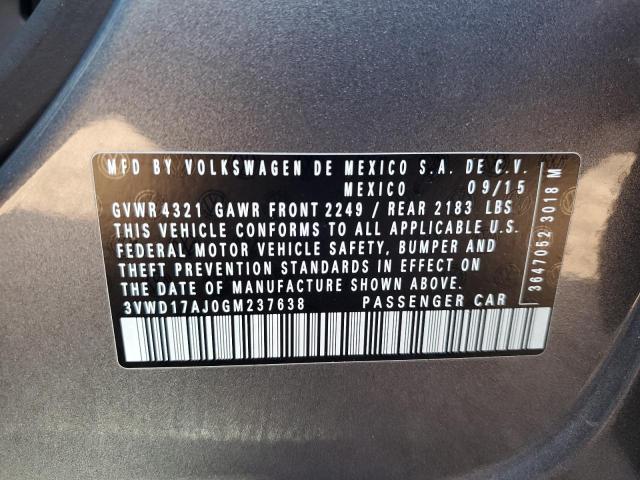 MFD BY VOLKSWAGEN DE MEXICO S.A. DE C.V.
MEXICO 09/15
GVWR 4321 GAWR FRONT 2249 / REAR 2183 LBS
THIS VEHICLE CONFORMS TO ALL APPLICABLE U.S.
FEDERAL MOTOR VEHICLE SAFETY, BUMPER AND
THEFT PREVENTION STANDARDS IN EFFECT ON
THE DATE OF MANUFACTURE SHOWN ABOVE.
3VWD17AJ0GM237638 PASSENGER CAR
3647052 3018 M